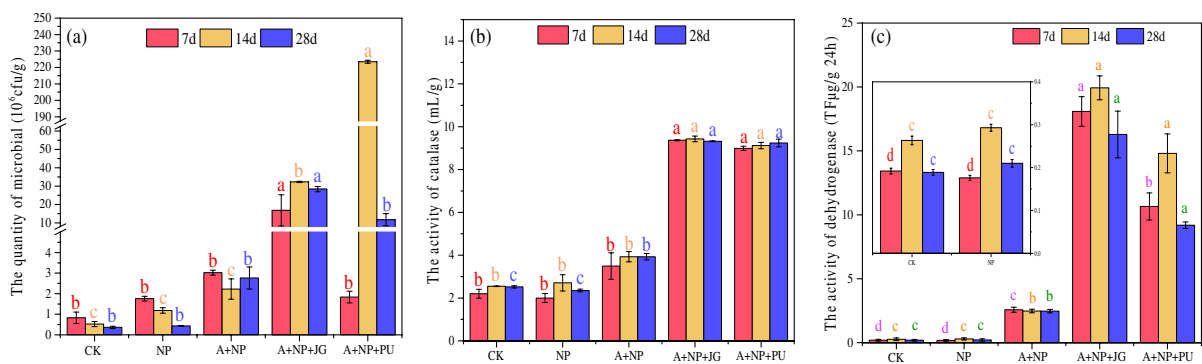 (a)
7d 14d 28d
The quantity of microbial (10⁶cfu/g)
250
240
230
220
210
200
190
60
50
40
30
20
10
5
4
3
2
1
0
b c b
b c b
b c b
a b a
b a b
CK NP A+NP A+NP+JG A+NP+PU
(b)
7d 14d 28d
The activity of catalase (mL/g)
14
12
10
8
6
4
2
0
b b c
b b c
b b b
a a a
a a a
CK NP A+NP A+NP+JG A+NP+PU
(c)
7d 14d 28d
The activity of dehydrogenase (TFμg/g 24h)
25
20
15
10
5
0
0.4
0.3
0.2
0.1
0.0
d c c
d c c
CK NP
d c c
d c c
c b b
a a a
b a a
CK NP A+NP A+NP+JG A+NP+PU